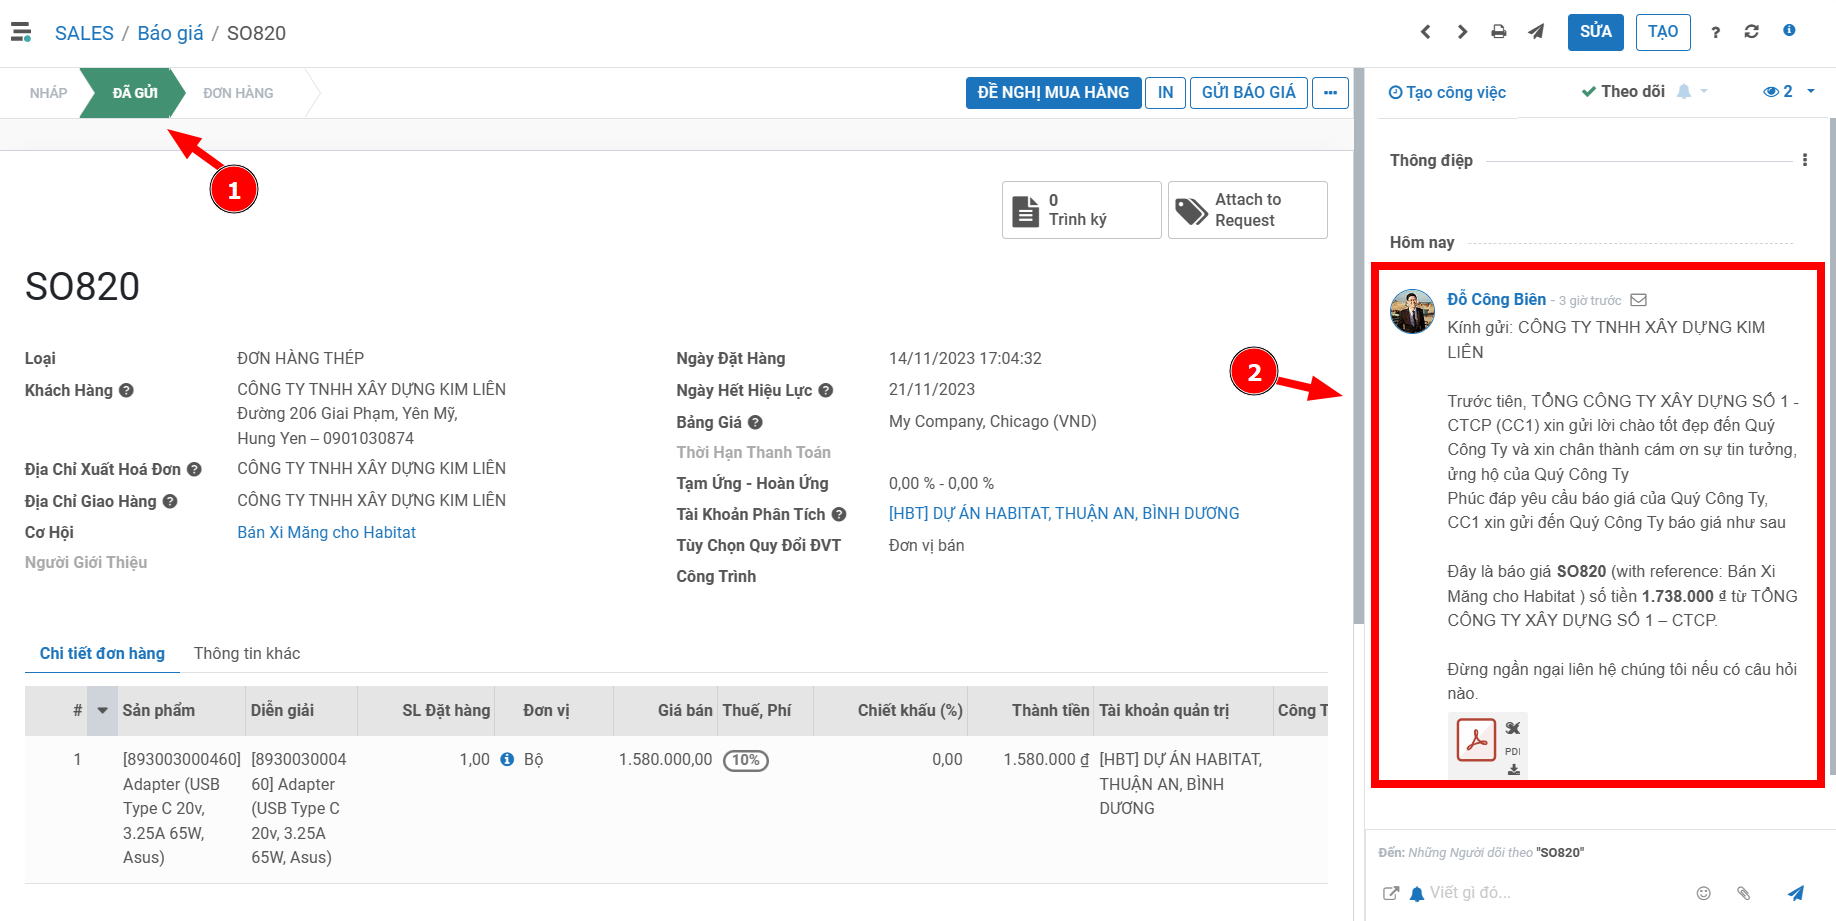 SALES / Báo giá / SO820
SỬA
TẠO
?
NHÁP
ĐÃ GỬI
ĐƠN HÀNG
ĐỀ NGHỊ MUA HÀNG
IN
GỬI BÁO GIÁ
Tạo công việc
Theo dõi
2
1
Thông điệp
0
Trình ký
Attach to
Request
Hôm nay
SO820
Loại
ĐƠN HÀNG THÉP
Khách Hàng
CÔNG TY TNHH XÂY DỰNG KIM LIÊN
Đường 206 Giai Phạm, Yên Mỹ,
Hung Yen – 0901030874
Địa Chỉ Xuất Hoá Đơn
CÔNG TY TNHH XÂY DỰNG KIM LIÊN
Địa Chỉ Giao Hàng
CÔNG TY TNHH XÂY DỰNG KIM LIÊN
Cơ Hội
Bán Xi Măng cho Habitat
Người Giới Thiệu
Ngày Đặt Hàng
14/11/2023 17:04:32
Ngày Hết Hiệu Lực
21/11/2023
Bảng Giá
My Company, Chicago (VND)
Thời Hạn Thanh Toán
Tạm Ứng - Hoàn Ứng
0,00 % - 0,00 %
Tài Khoản Phân Tích
[HBT] DỰ ÁN HABITAT, THUẬN AN, BÌNH DƯƠNG
Tùy Chọn Quy Đổi ĐVT
Đơn vị bán
Công Trình
2
Đỗ Công Biên - 3 giờ trước
Kính gửi: CÔNG TY TNHH XÂY DỰNG KIM
LIÊN
Trước tiên, TỔNG CÔNG TY XÂY DỰNG SỐ 1 -
CTCP (CC1) xin gửi lời chào tốt đẹp đến Quý
Công Ty và xin chân thành cám ơn sự tin tưởng,
ửng hộ của Quý Công Ty
Phúc đáp yêu cầu báo giá của Quý Công Ty,
CC1 xin gửi đến Quý Công Ty báo giá như sau
Đây là báo giá SO820 (with reference: Bán Xi
Măng cho Habitat ) số tiền 1.738.000 ₫ từ TỔNG
CÔNG TY XÂY DỰNG SỐ 1 – CTCP.
Đừng ngần ngại liên hệ chúng tôi nếu có câu hỏi
nào.
PDI
Chi tiết đơn hàng
Thông tin khác
# Sản phẩm Diễn giải SL Đặt hàng Đơn vị Giá bán Thuế, Phí Chiết khấu (%) Thành tiền Tài khoản quản trị Công T
1 [893003000460] [8930030004 1,00 Bộ 1.580.000,00 10% 0,00 1.580.000 ₫ [HBT] DỰ ÁN HABITAT,
Adapter (USB 60] Adapter THUẬN AN, BÌNH
Type C 20v, (USB Type C DƯƠNG
3.25A 65W, 20v, 3.25A
Asus) 65W, Asus)
Đến: Những Người dõi theo "SO820"
Viết gì đó...